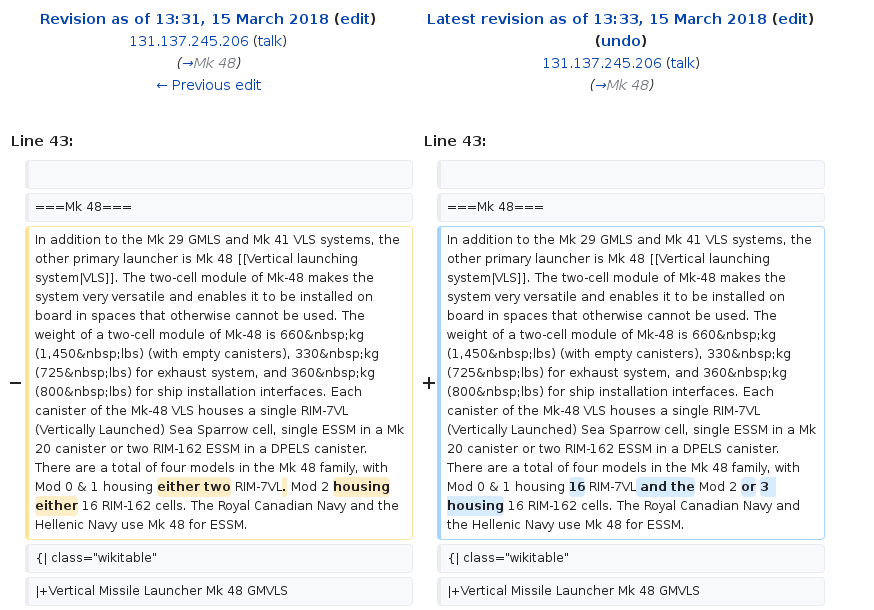 Revision as of 13:31, 15 March 2018 (edit)
131.137.245.206 (talk)
(→Mk 48)
← Previous edit
Latest revision as of 13:33, 15 March 2018 (edit)
(undo)
131.137.245.206 (talk)
(→Mk 48)
Line 43:
===Mk 48===
−
In addition to the Mk 29 GMLS and Mk 41 VLS systems, the
other primary launcher is Mk 48 [[Vertical launching
system|VLS]]. The two-cell module of Mk-48 makes the
system very versatile and enables it to be installed on
board in spaces that otherwise cannot be used. The
weight of a two-cell module of Mk-48 is 660&nbsp;kg
(1,450&nbsp;lbs) (with empty canisters), 330&nbsp;kg
(725&nbsp;lbs) for exhaust system, and 360&nbsp;kg
(800&nbsp;lbs) for ship installation interfaces. Each
canister of the Mk-48 VLS houses a single RIM-7VL
(Vertically Launched) Sea Sparrow cell, single ESSM in a Mk
20 canister or two RIM-162 ESSM in a DPELS canister.
There are a total of four models in the Mk 48 family, with
Mod 0 & 1 housing either two RIM-7VL. Mod 2 housing
either 16 RIM-162 cells. The Royal Canadian Navy and the
Hellenic Navy use Mk 48 for ESSM.
{| class="wikitable"
|+Vertical Missile Launcher Mk 48 GMVLS
Line 43:
===Mk 48===
+
In addition to the Mk 29 GMLS and Mk 41 VLS systems, the
other primary launcher is Mk 48 [[Vertical launching
system|VLS]]. The two-cell module of Mk-48 makes the
system very versatile and enables it to be installed on
board in spaces that otherwise cannot be used. The
weight of a two-cell module of Mk-48 is 660&nbsp;kg
(1,450&nbsp;lbs) (with empty canisters), 330&nbsp;kg
(725&nbsp;lbs) for exhaust system, and 360&nbsp;kg
(800&nbsp;lbs) for ship installation interfaces. Each
canister of the Mk-48 VLS houses a single RIM-7VL
(Vertically Launched) Sea Sparrow cell, single ESSM in a Mk
20 canister or two RIM-162 ESSM in a DPELS canister.
There are a total of four models in the Mk 48 family, with
Mod 0 & 1 housing 16 RIM-7VL and the Mod 2 or 3
housing 16 RIM-162 cells. The Royal Canadian Navy and
the Hellenic Navy use Mk 48 for ESSM.
{| class="wikitable"
|+Vertical Missile Launcher Mk 48 GMVLS